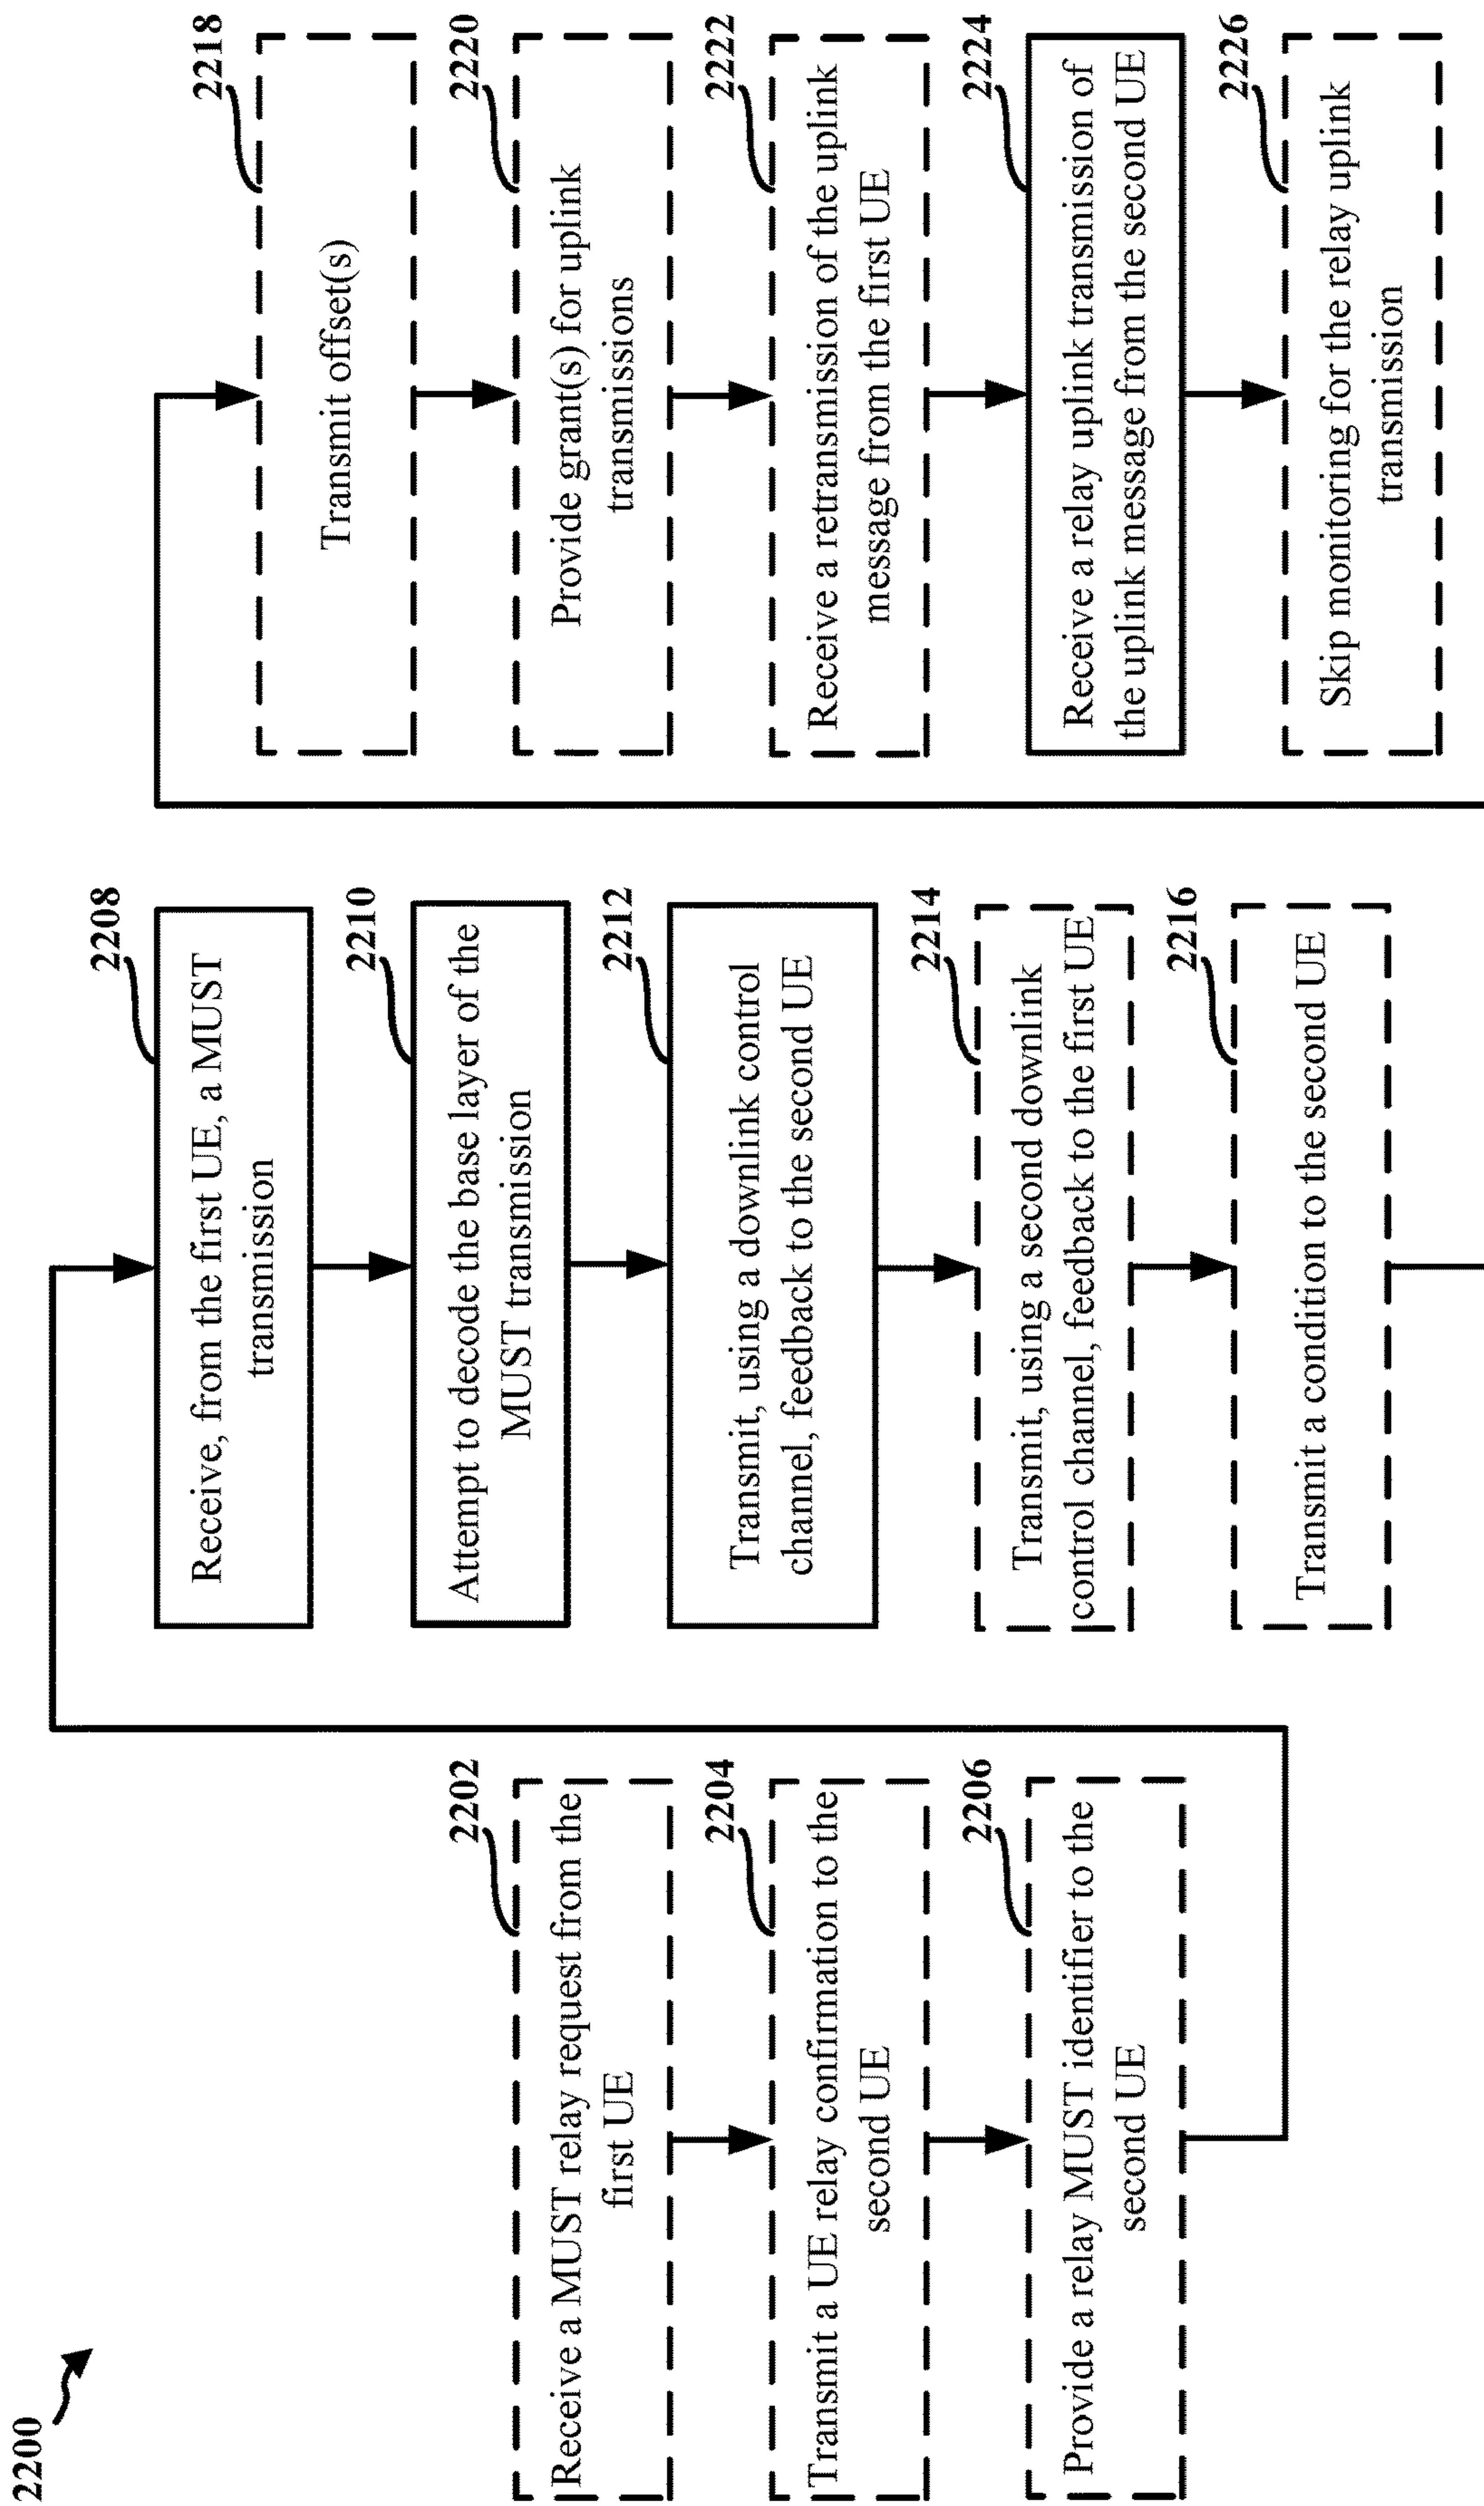 2200
2202
Receive a MUST relay request from the
first UE
2204
Transmit a UE relay confirmation to the
second UE
2206
Provide a relay MUST identifier to the
second UE
2208
Receive, from the first UE, a MUST
transmission
2210
Attempt to decode the base layer of the
MUST transmission
2212
Transmit, using a downlink control
channel, feedback to the second UE
2214
Transmit, using a second downlink
control channel, feedback to the first UE
2216
Transmit a condition to the second UE
2218
Transmit offset(s)
2220
Provide grant(s) for uplink
transmissions
2222
Receive a retransmission of the uplink
message from the first UE
2224
Receive a relay uplink transmission of
the uplink message from the second UE
2226
Skip monitoring for the relay uplink
transmission